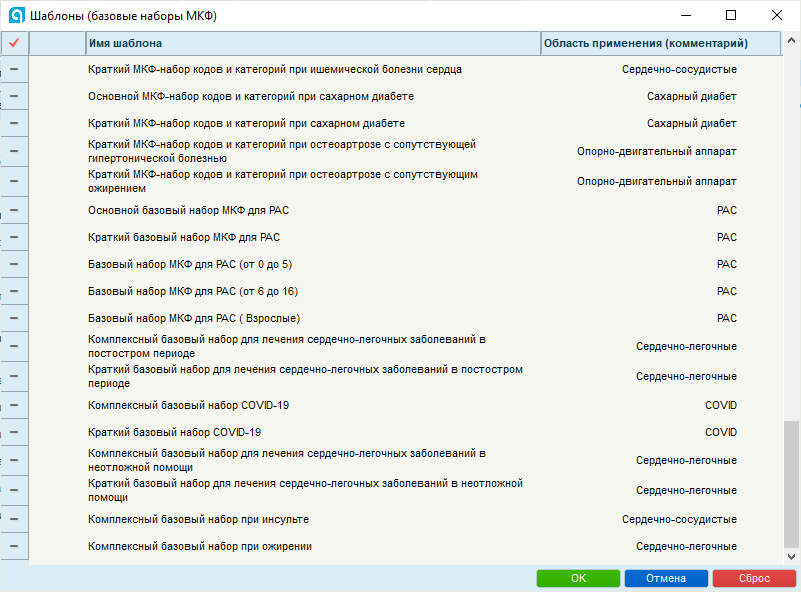 Шаблоны (базовые наборы МКФ)
Имя шаблона Область применения (комментарий)
Краткий МКФ-набор кодов и категорий при ишемической болезни сердца Сердечно-сосудистые
Основной МКФ-набор кодов и категорий при сахарном диабете Сахарный диабет
Краткий МКФ-набор кодов и категорий при сахарном диабете Сахарный диабет
Краткий МКФ-набор кодов и категорий при остеоартрозе с сопутствующей
гипертонической болезнью Опорно-двигательный аппарат
Краткий МКФ-набор кодов и категорий при остеоартрозе с сопутствующим
ожирением Опорно-двигательный аппарат
Основной базовый набор МКФ для РАС РАС
Краткий базовый набор МКФ для РАС РАС
Базовый набор МКФ для РАС (от 0 до 5) РАС
Базовый набор МКФ для РАС (от 6 до 16) РАС
Базовый набор МКФ для РАС ( Взрослые) РАС
Комплексный базовый набор для лечения сердечно-легочных заболеваний в
постостром периоде Сердечно-легочные
Краткий базовый набор для лечения сердечно-легочных заболеваний в постостром
периоде Сердечно-легочные
Комплексный базовый набор COVID-19 COVID
Краткий базовый набор COVID-19 COVID
Комплексный базовый набор для лечения сердечно-легочных заболеваний в
неотложной помощи Сердечно-легочные
Краткий базовый набор для лечения сердечно-легочных заболеваний в неотложной
помощи Сердечно-легочные
Комплексный базовый набор при инсульте Сердечно-сосудистые
Комплексный базовый набор при ожирении Сердечно-легочные
OK Отмена Сброс